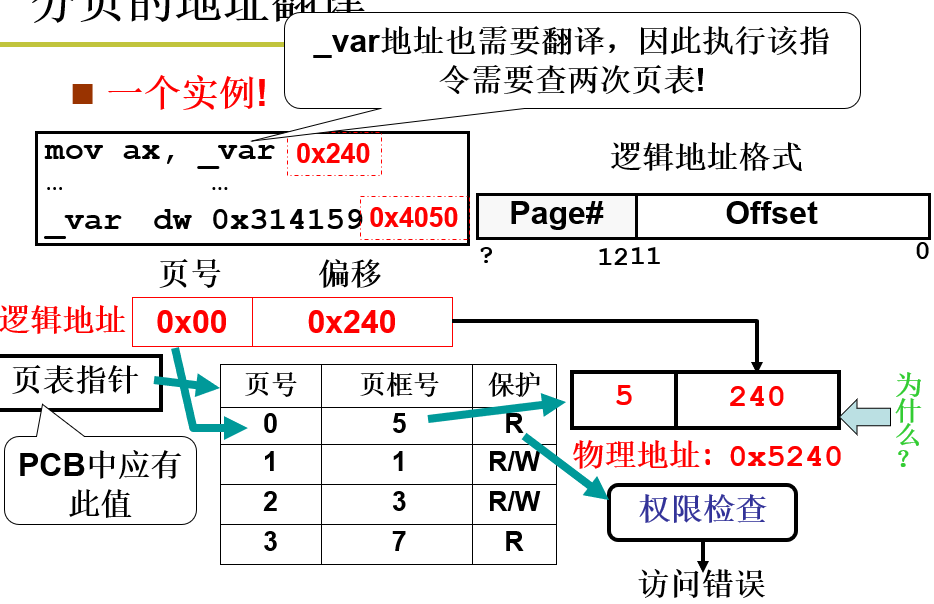 分页的地址翻译
_var地址也需要翻译，因此执行该指
令需要查两次页表!
■ 一个实例!
mov ax, _var 0x240
… …
_var dw 0x314159 0x4050
逻辑地址格式
Page# Offset
? 12 11 0
页号 偏移
逻辑地址 0x00 0x240
页表指针
PCB中应有
此值
页号 页框号 保护
0 5 R
1 1 R/W
2 3 R/W
3 7 R
5 240
物理地址：0x5240
为什么？
权限检查
访问错误